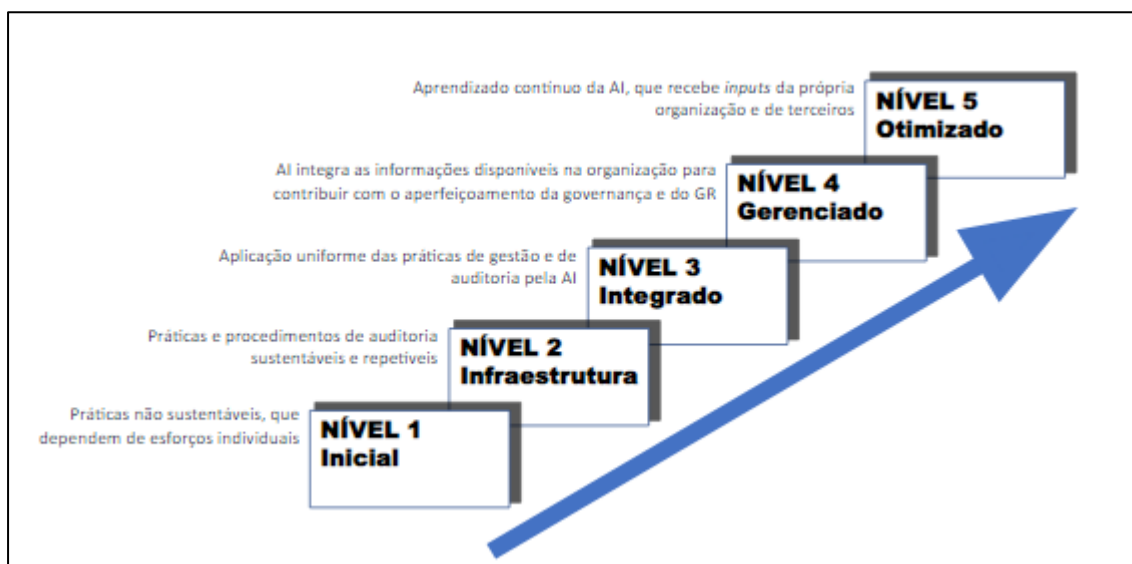 Aprendizado contínuo da AI, que recebe inputs da própria
organização e de terceiros
NÍVEL 5
Otimizado
AI integra as informações disponíveis na organização para
contribuir com o aperfeiçoamento da governança e do GR
NÍVEL 4
Gerenciado
Aplicação uniforme das práticas de gestão e de
auditoria pela AI
NÍVEL 3
Integrado
Práticas e procedimentos de auditoria
sustentáveis e repetíveis
NÍVEL 2
Infraestrutura
Práticas não sustentáveis, que
dependem de esforços individuais
NÍVEL 1
Inicial